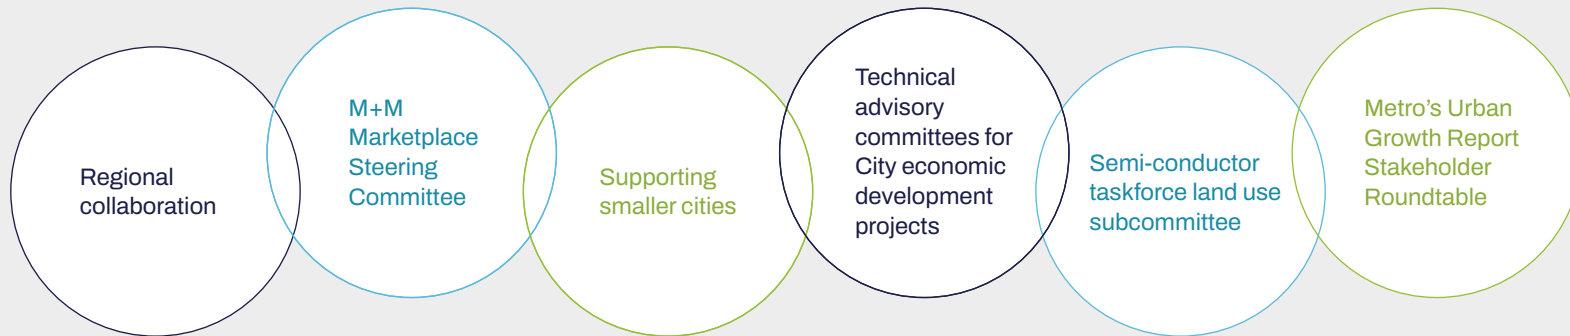 Regional
collaboration
M+M
Marketplace
Steering
Committee
Supporting
smaller cities
Technical
advisory
committees for
City economic
development
projects
Semi-conductor
taskforce land use
subcommittee
Metro’s Urban
Growth Report
Stakeholder
Roundtable